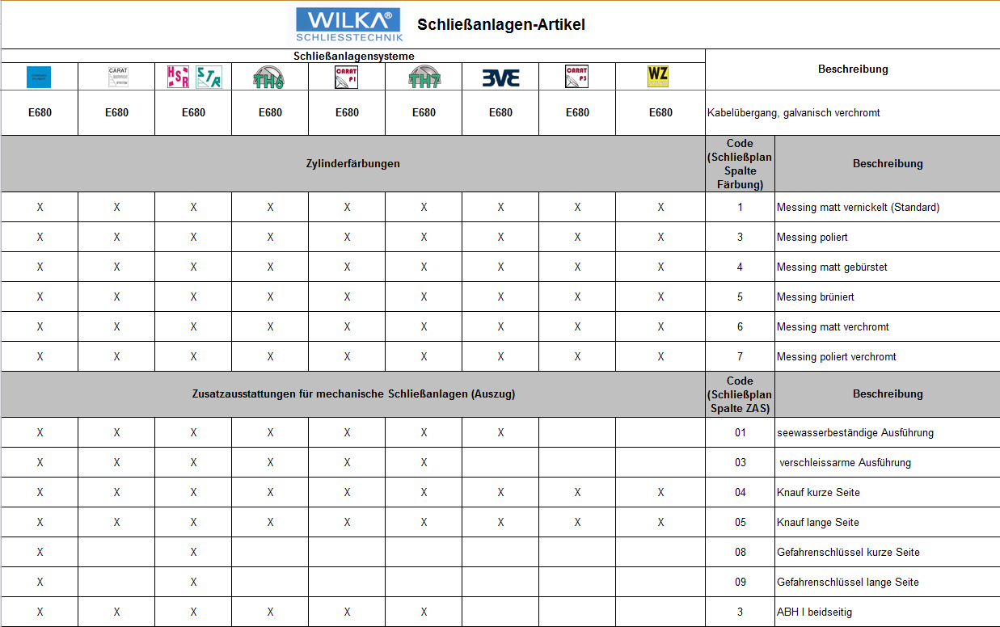 WILKA® Schließanlagen-Artikel
SCHLIESSTECHNIK
Schließanlagensysteme
Beschreibung
CARAT SERVICE SYSTEM HSR STR TH6 CARAT P1 TH7 3VE CARAT P3 WZ
E680 E680 E680 E680 E680 E680 E680 E680 E680 Kabelübergang, galvanisch verchromt
Zylinderfärbungen
Code
(Schließplan
Spalte
Färbung)
Beschreibung
X X X X X X X X X 1 Messing matt vernickelt (Standard)
X X X X X X X X X 3 Messing poliert
X X X X X X X X X 4 Messing matt gebürstet
X X X X X X X X X 5 Messing brüniert
X X X X X X X X X 6 Messing matt verchromt
X X X X X X X X X 7 Messing poliert verchromt
Zusatzausstattungen für mechanische Schließanlagen (Auszug)
Code
(Schließplan
Spalte ZAS)
Beschreibung
X X X X X X X 01 seewasserbeständige Ausführung
X X X X X X 03 verschleissarme Ausführung
X X X X X X X X X 04 Knauf kurze Seite
X X X X X X X X X 05 Knauf lange Seite
X X 08 Gefahrenschlüssel kurze Seite
X X 09 Gefahrenschlüssel lange Seite
X X X X X X 3 ABH I beidseitig